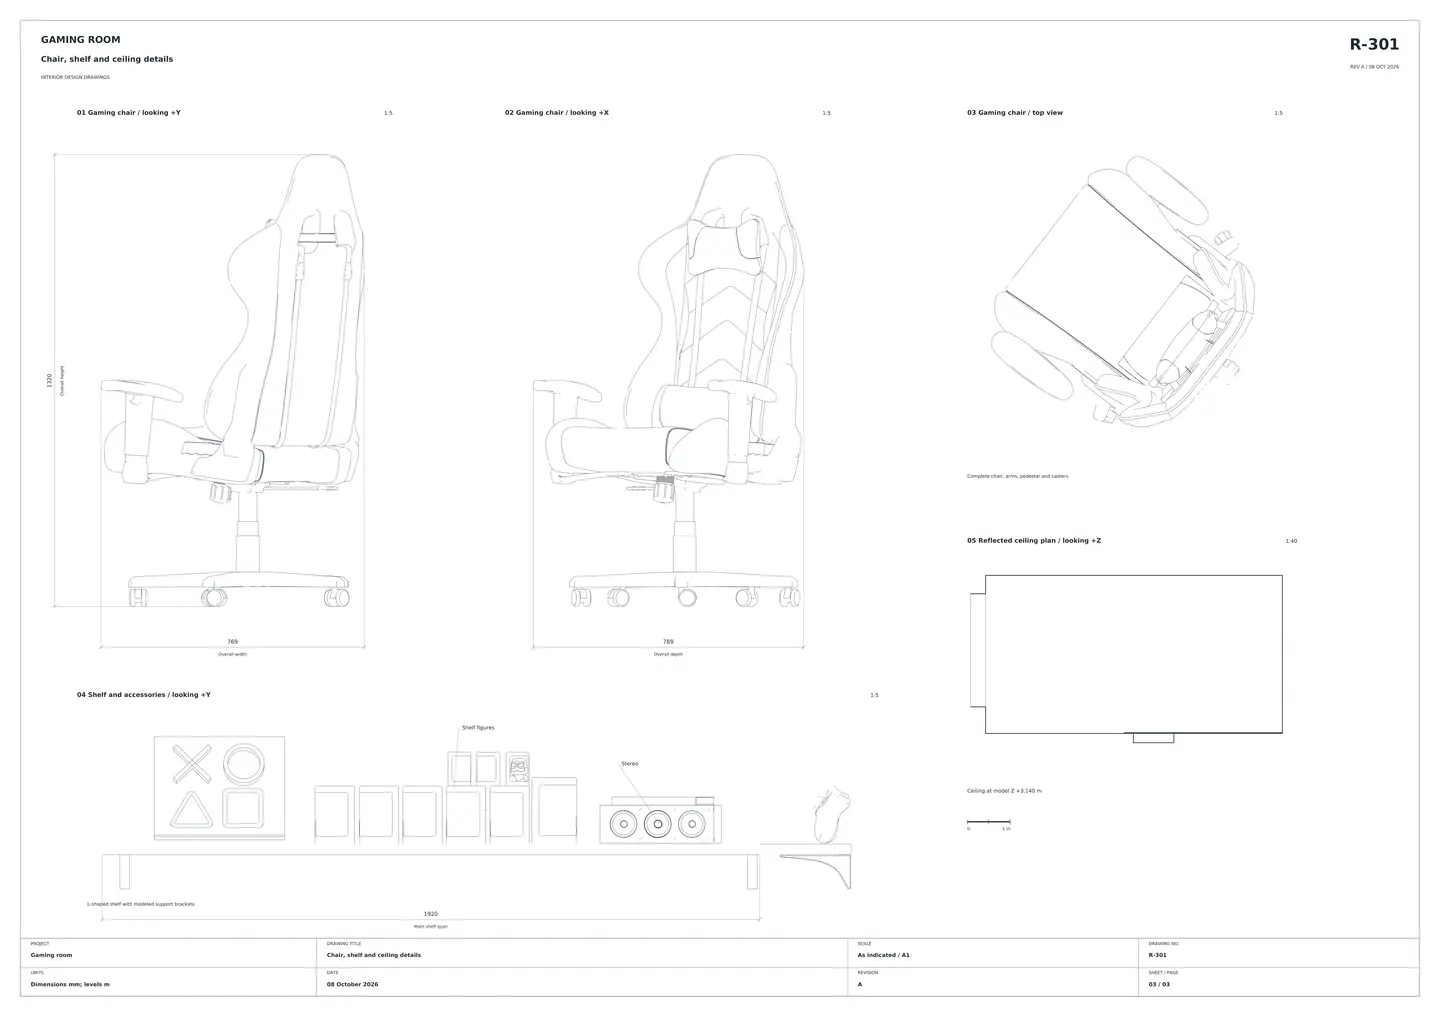 GAMING ROOM
Chair, shelf and ceiling details
INTERIOR DESIGN DRAWINGS
R-301
REV A / 08 OCT 2026
01 Gaming chair / looking +Y
1:5
02 Gaming chair / looking +X
1:5
03 Gaming chair / top view
1:5
1320
Overall height
769
Overall width
789
Overall depth
Complete chair, arms, pedestal and casters
05 Reflected ceiling plan / looking +Z
1:40
Ceiling at model Z +3.140 m
0
1 m
04 Shelf and accessories / looking +Y
1:5
Shelf figures
Stereo
L-shaped shelf with modeled support brackets
1920
Main shelf span
PROJECT
Gaming room
DRAWING TITLE
Chair, shelf and ceiling details
SCALE
As indicated / A1
DRAWING NO.
R-301
UNITS
Dimensions mm; levels m
DATE
08 October 2026
REVISION
A
SHEET / PAGE
03 / 03